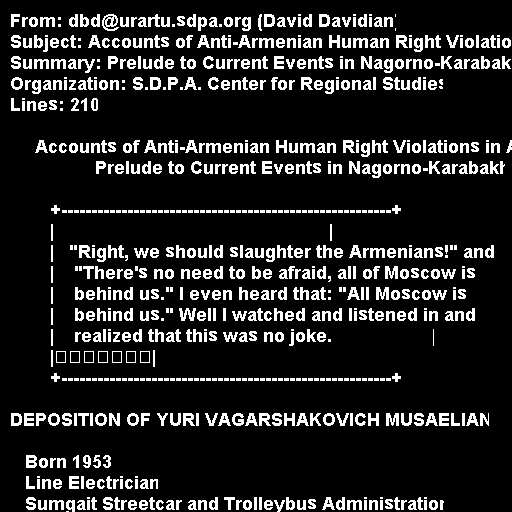 From: dbd@urartu.sdpa.org (David Davidian)
Subject: Accounts of Anti-Armenian Human Right Violatio
Summary: Prelude to Current Events in Nagorno-Karabak
Organization: S.D.P.A. Center for Regional Studies
Lines: 210
Accounts of Anti-Armenian Human Right Violations in A
Prelude to Current Events in Nagorno-Karabakh
+---------------------------------------------------------+
| |
| "Right, we should slaughter the Armenians!" and
| "There's no need to be afraid, all of Moscow is
| behind us." I even heard that: "All Moscow is
| behind us." Well I watched and listened in and
| realized that this was no joke. |
|□□□□□□□|
+---------------------------------------------------------+
DEPOSITION OF YURI VAGARSHAKOVICH MUSAELIAN
Born 1953
Line Electrician
Sumgait Streetcar and Trolleybus Administration